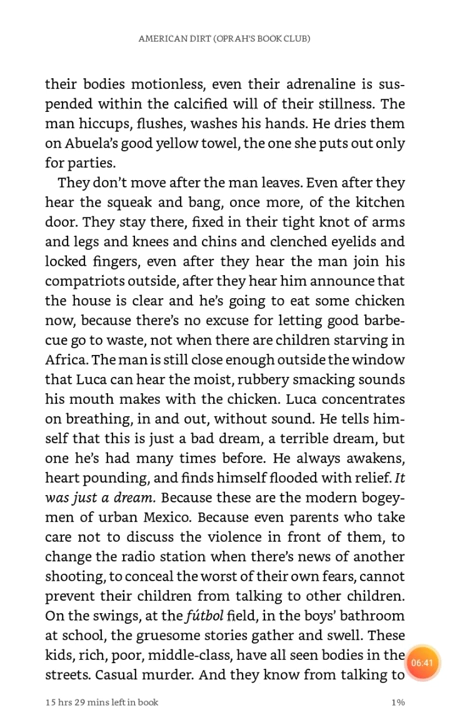 AMERICAN DIRT (OPRAH'S BOOK CLUB)
their bodies motionless, even their adrenaline is sus-
pended within the calcified will of their stillness. The
man hiccups, flushes, washes his hands. He dries them
on Abuela's good yellow towel, the one she puts out only
for parties.
They don't move after the man leaves. Even after they
hear the squeak and bang, once more, of the kitchen
door. They stay there, fixed in their tight knot of arms
and legs and knees and chins and clenched eyelids and
locked fingers, even after they hear the man join his
compatriots outside, after they hear him announce that
the house is clear and he's going to eat some chicken
now, because there's no excuse for letting good barbe-
cue go to waste, not when there are children starving in
Africa. The man is still close enough outside the window
that Luca can hear the moist, rubbery smacking sounds
his mouth makes with the chicken. Luca concentrates
on breathing, in and out, without sound. He tells him-
self that this is just a bad dream, a terrible dream, but
one he's had many times before. He always awakens,
heart pounding, and finds himself flooded with relief. It
was just a dream. Because these are the modern bogey-
men of urban Mexico. Because even parents who take
care not to discuss the violence in front of them, to
change the radio station when there's news of another
shooting, to conceal the worst of their own fears, cannot
prevent their children from talking to other children.
On the swings, at the fútbol field, in the boys' bathroom
at school, the gruesome stories gather and swell. These
kids, rich, poor, middle-class, have all seen bodies in the
streets. Casual murder. And they know from talking to
06:41
15 hrs 29 mins left in book
1%